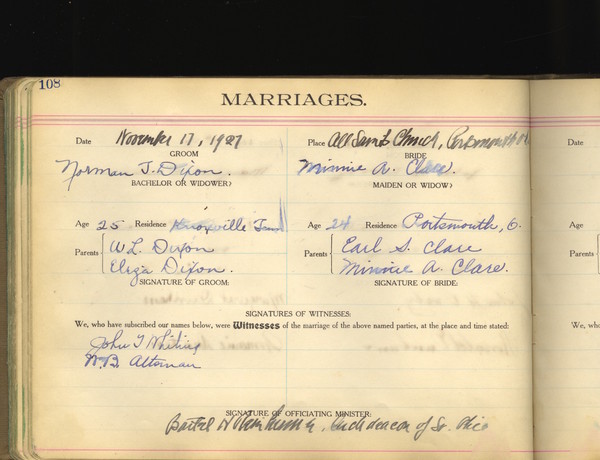 108
MARRIAGES.
Date November 17, 1927 Place All Saints Church, Portsmouth O.
GROOM BRIDE
Norman J. Dixon. Minnie A. Clare.
BACHELOR (OR WIDOWER) MAIDEN OR WIDOW)
Age 25 Residence Knoxville Tenn Age 24 Residence Portsmouth, O.
Parents W. L. Dixon Parents Earl S. Clare
Eliza Dixon. Minnie A. Clare.
SIGNATURE OF GROOM: SIGNATURE OF BRIDE:
SIGNATURES OF WITNESSES:
We, who have subscribed our names below, were Witnesses of the marriage of the above named parties, at the place and time stated:
John T Whiting
W. B. Altsman
SIGNATURE OF OFFICIATING MINISTER:
Archdeacon of So. Ohio
Date
Age
Parents
We, who